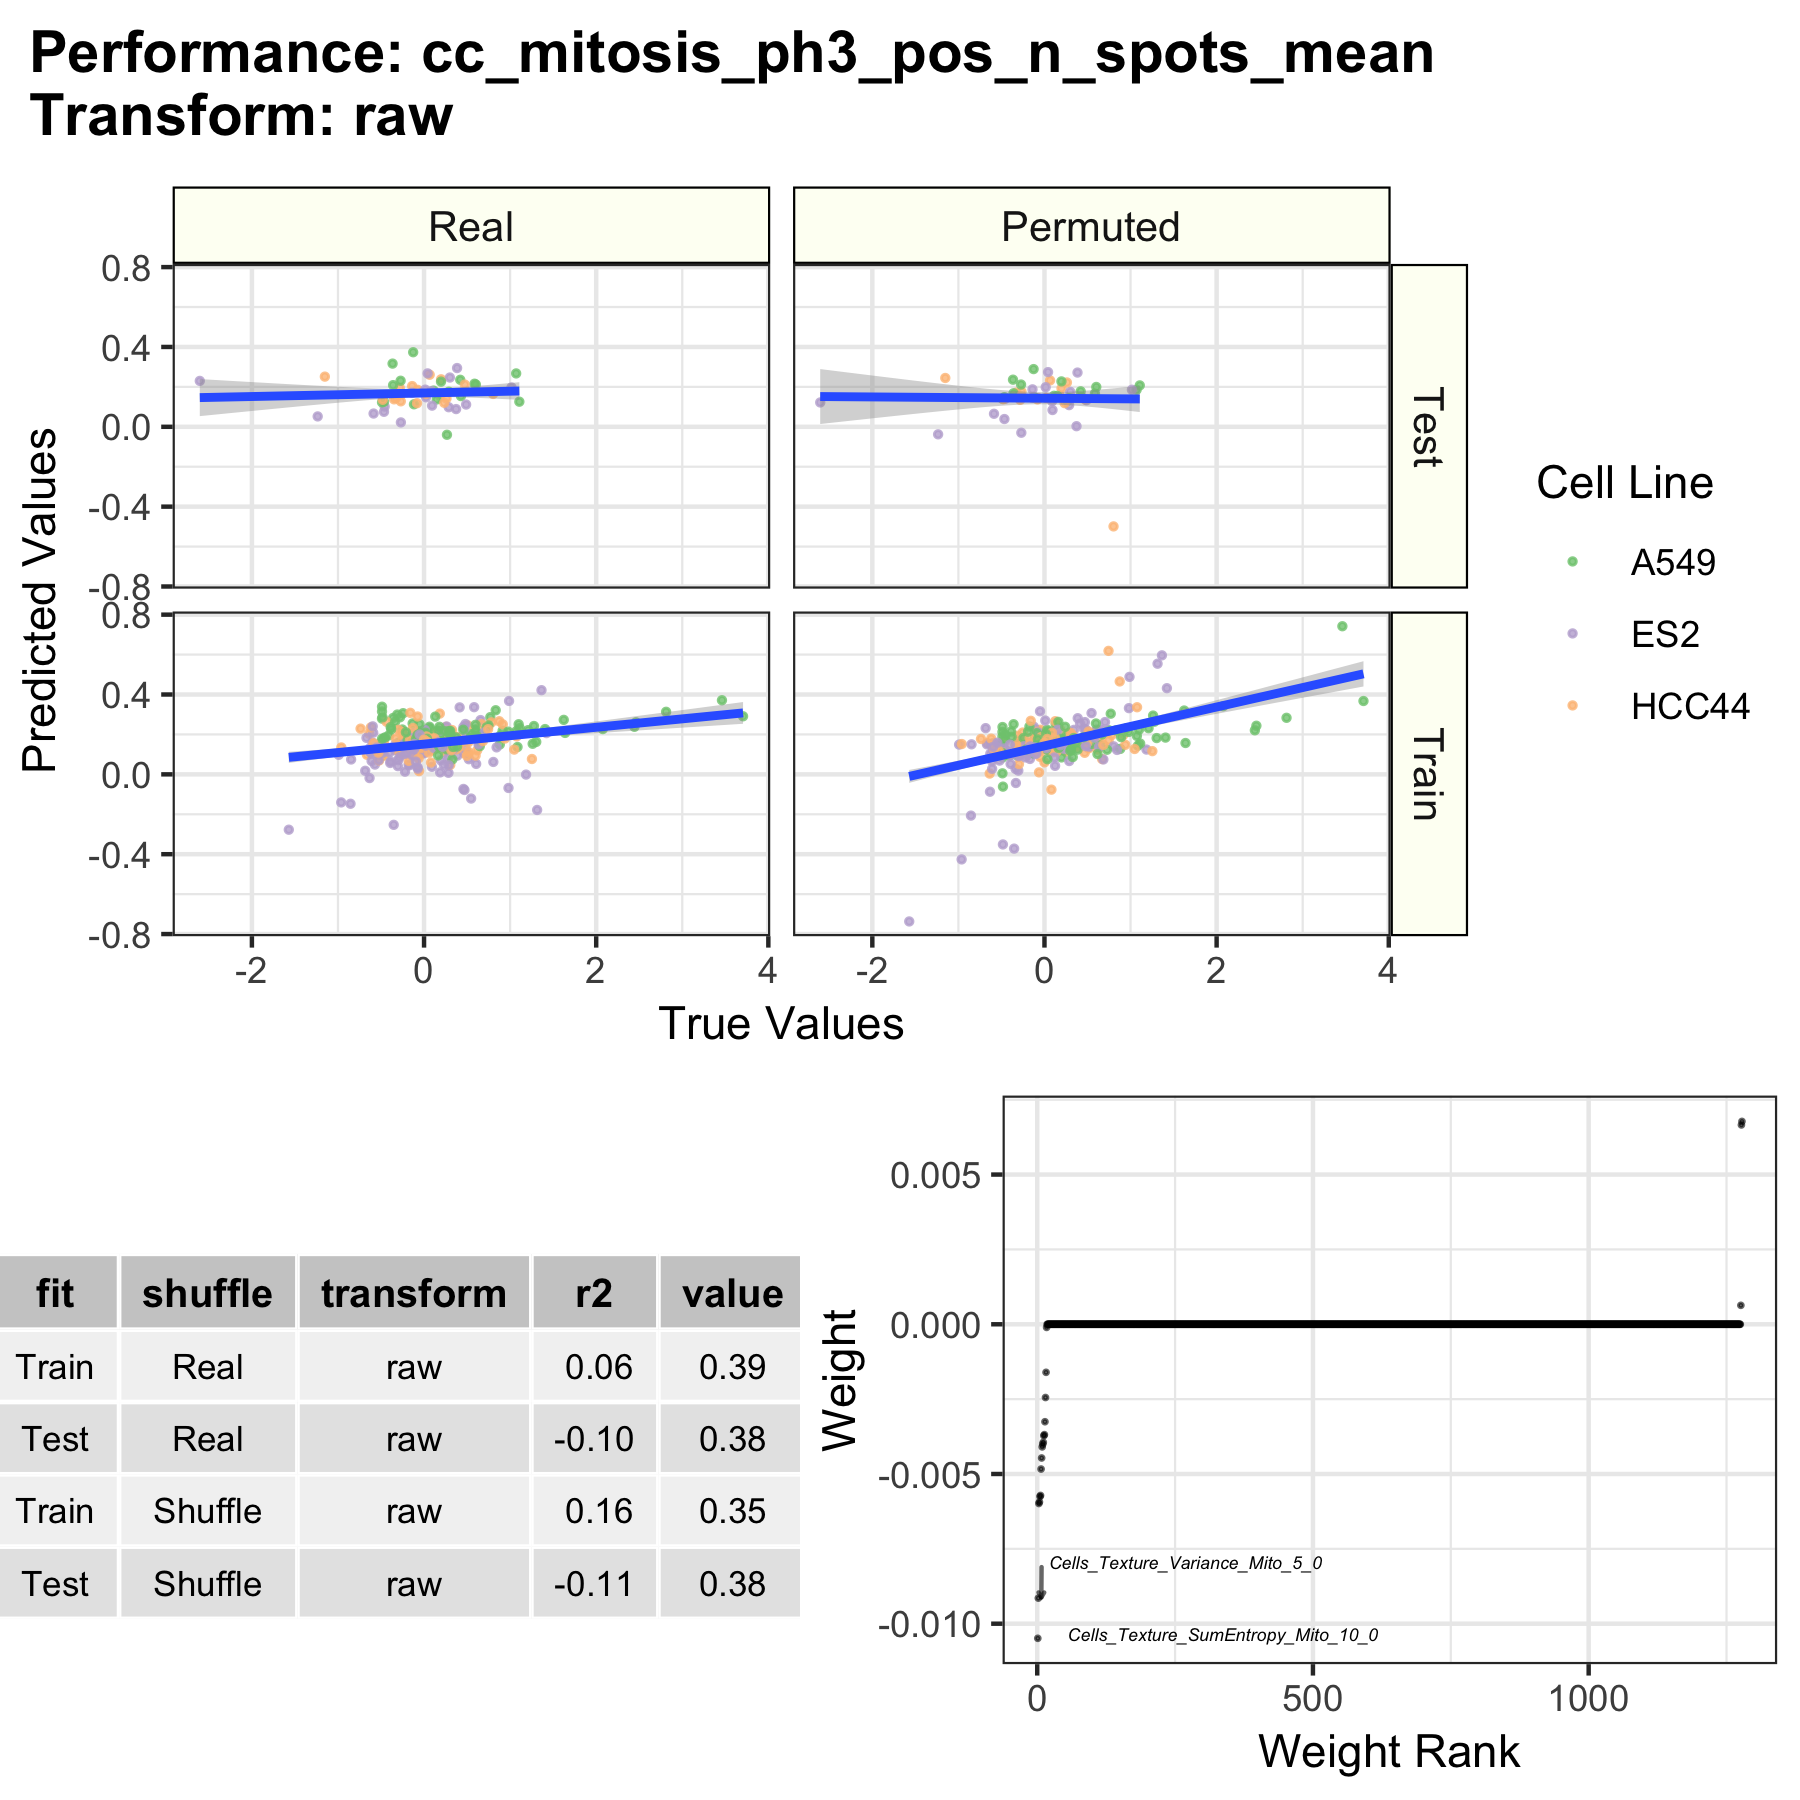 Performance: cc_mitosis_ph3_pos_n_spots_mean
Transform: raw
Real
Permuted
0.8
0.4
0.0
-0.4
-0.8
Test
0.8
0.4
0.0
-0.4
-0.8
Train
Predicted Values
-2
0
2
4
-2
0
2
4
True Values
Cell Line
A549
ES2
HCC44
fit shuffle transform r2 value
Train Real raw 0.06 0.39
Test Real raw -0.10 0.38
Train Shuffle raw 0.16 0.35
Test Shuffle raw -0.11 0.38
Weight
0.005
0.000
-0.005
-0.010
Cells_Texture_Variance_Mito_5_0
Cells_Texture_SumEntropy_Mito_10_0
0
500
1000
Weight Rank